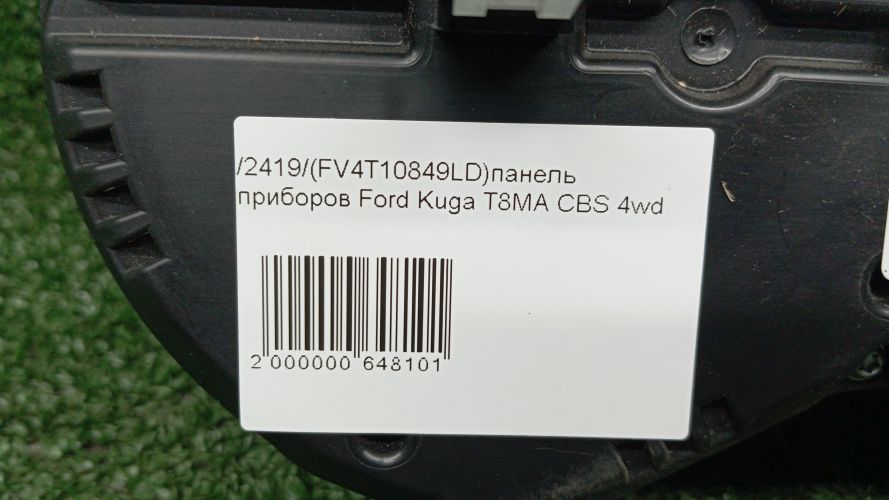 /2419/(FV4T10849LD)панель
приборов Ford Kuga T8MA CBS 4wd
2 000000 648101